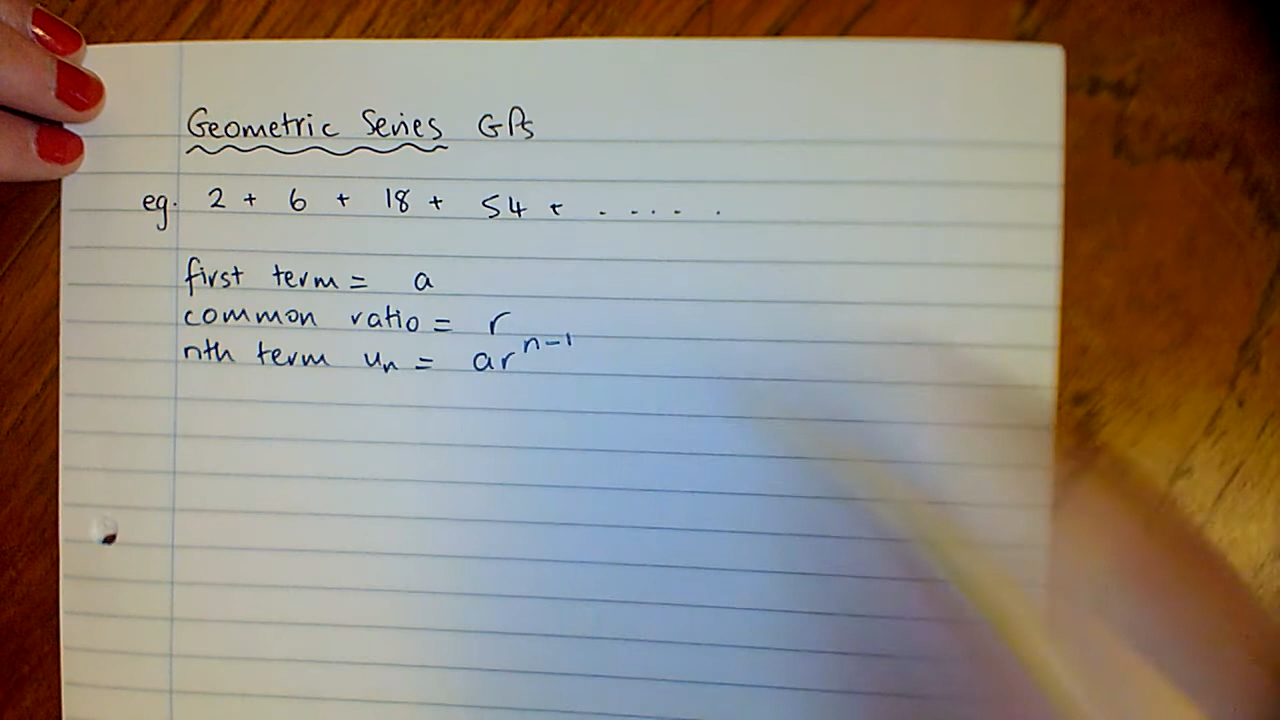 Geometric Series GPs
eg. 2 + 6 + 18 + 54 + . . . . .
first term = a
common ratio = r
nth term uₙ = arⁿ⁻¹